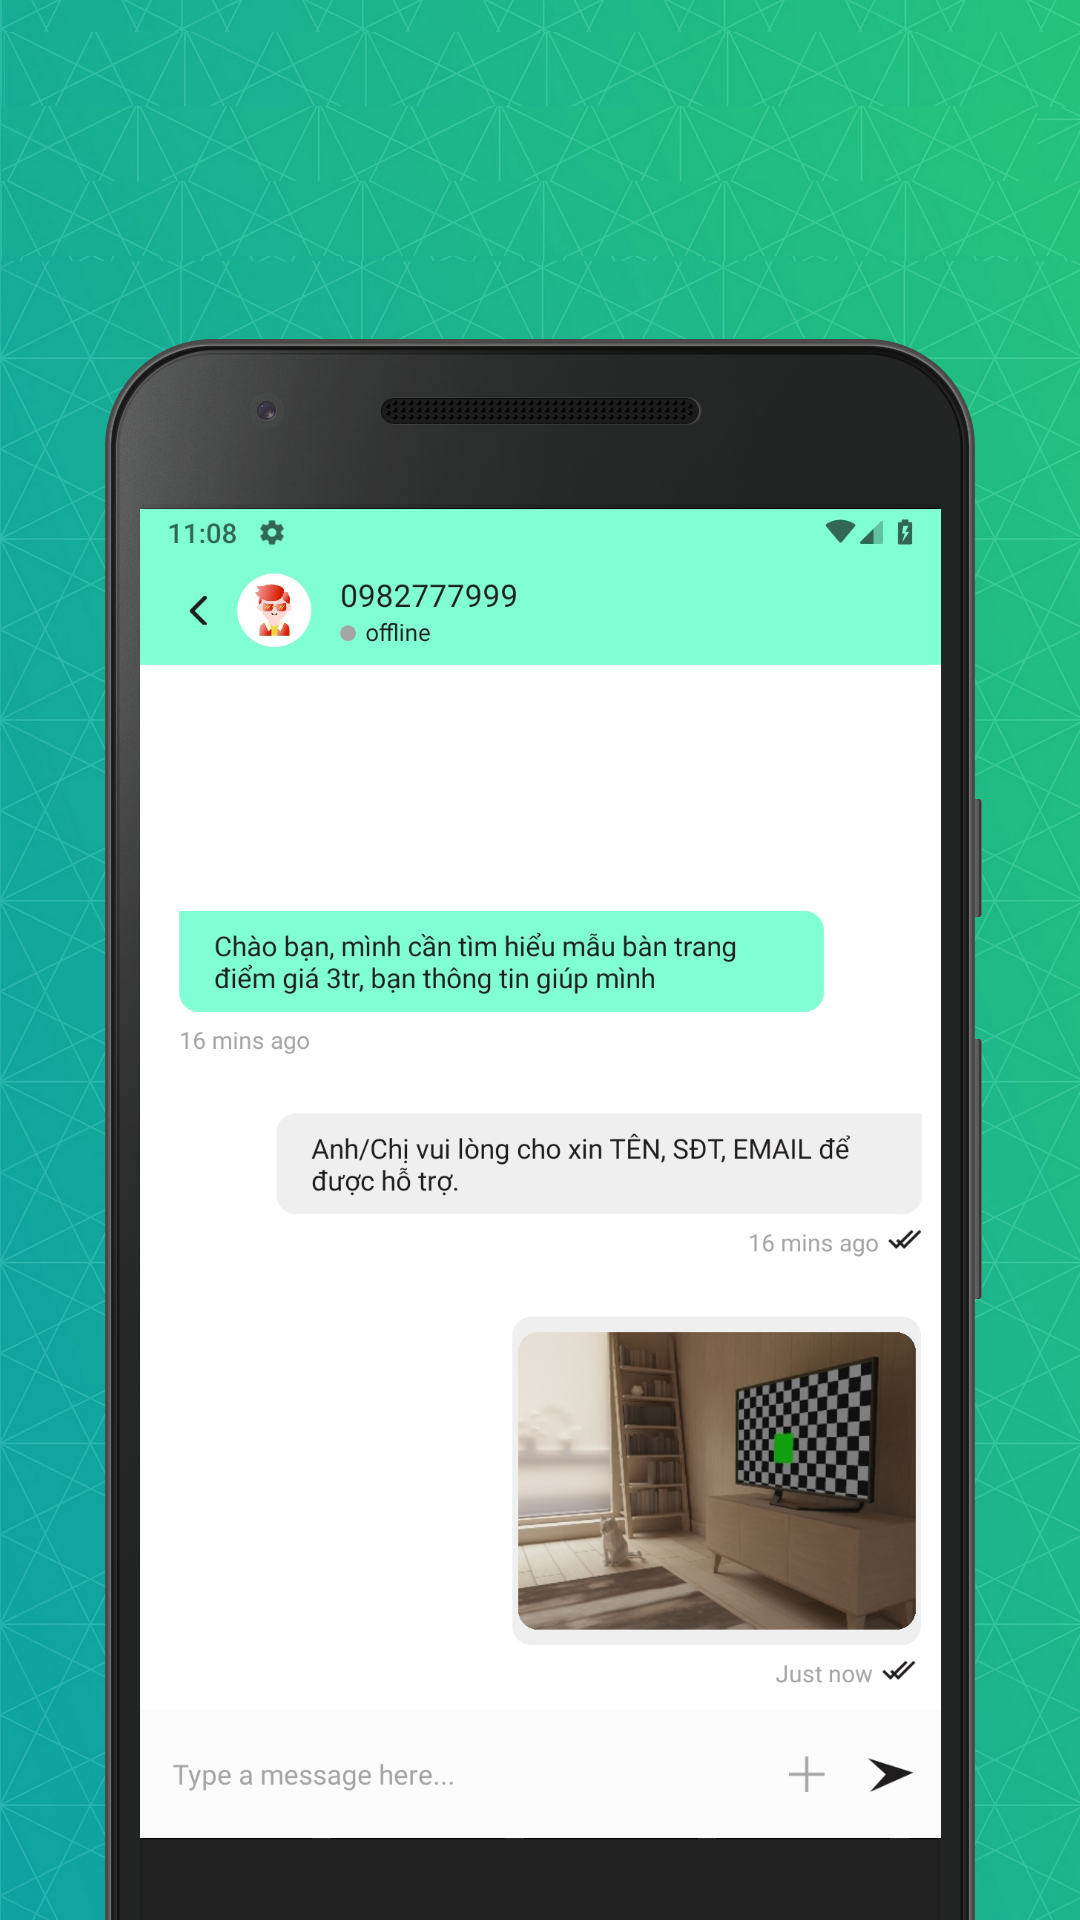 11:08
0982777999
offline
Chào bạn, mình cần tìm hiểu mẫu bàn trang
điểm giá 3tr, bạn thông tin giúp mình
16 mins ago
Anh/Chị vui lòng cho xin TÊN, SĐT, EMAIL để
được hỗ trợ.
16 mins ago
Just now
Type a message here...